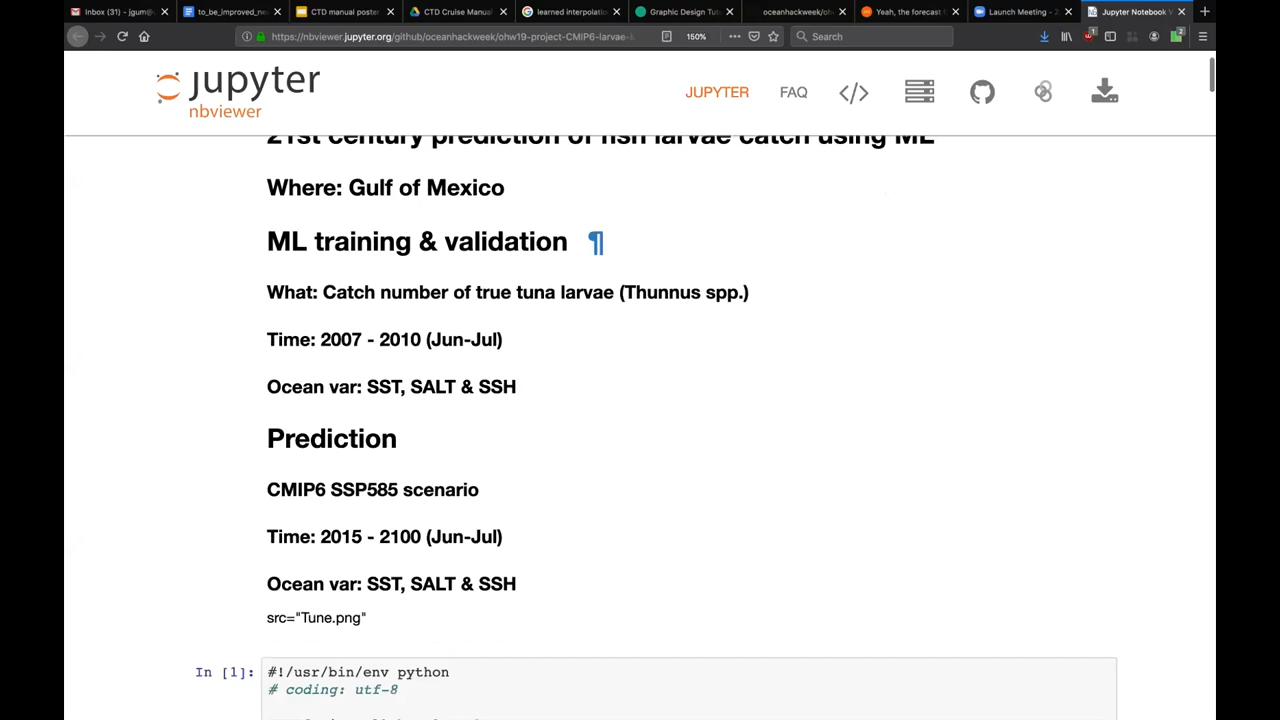 Inbox (31) - jgum@
to_be_improved_ne
CTD manual poster
CTD Cruise Manual
learned interpolatio
Graphic Design Tute
oceanhackweek/ohw
Yeah, the forecast t
Launch Meeting - Z
Jupyter Notebook V
https://nbviewer.jupyter.org/github/oceanhackweek/ohw19-project-CMIP6-larvae-
150%
Search
jupyter
nbviewer
JUPYTER
FAQ
21st century prediction of fish larvae catch using ML
Where: Gulf of Mexico
ML training & validation ¶
What: Catch number of true tuna larvae (Thunnus spp.)
Time: 2007 - 2010 (Jun-Jul)
Ocean var: SST, SALT & SSH
Prediction
CMIP6 SSP585 scenario
Time: 2015 - 2100 (Jun-Jul)
Ocean var: SST, SALT & SSH
src="Tune.png"
In [1]:
#!/usr/bin/env python
# coding: utf-8